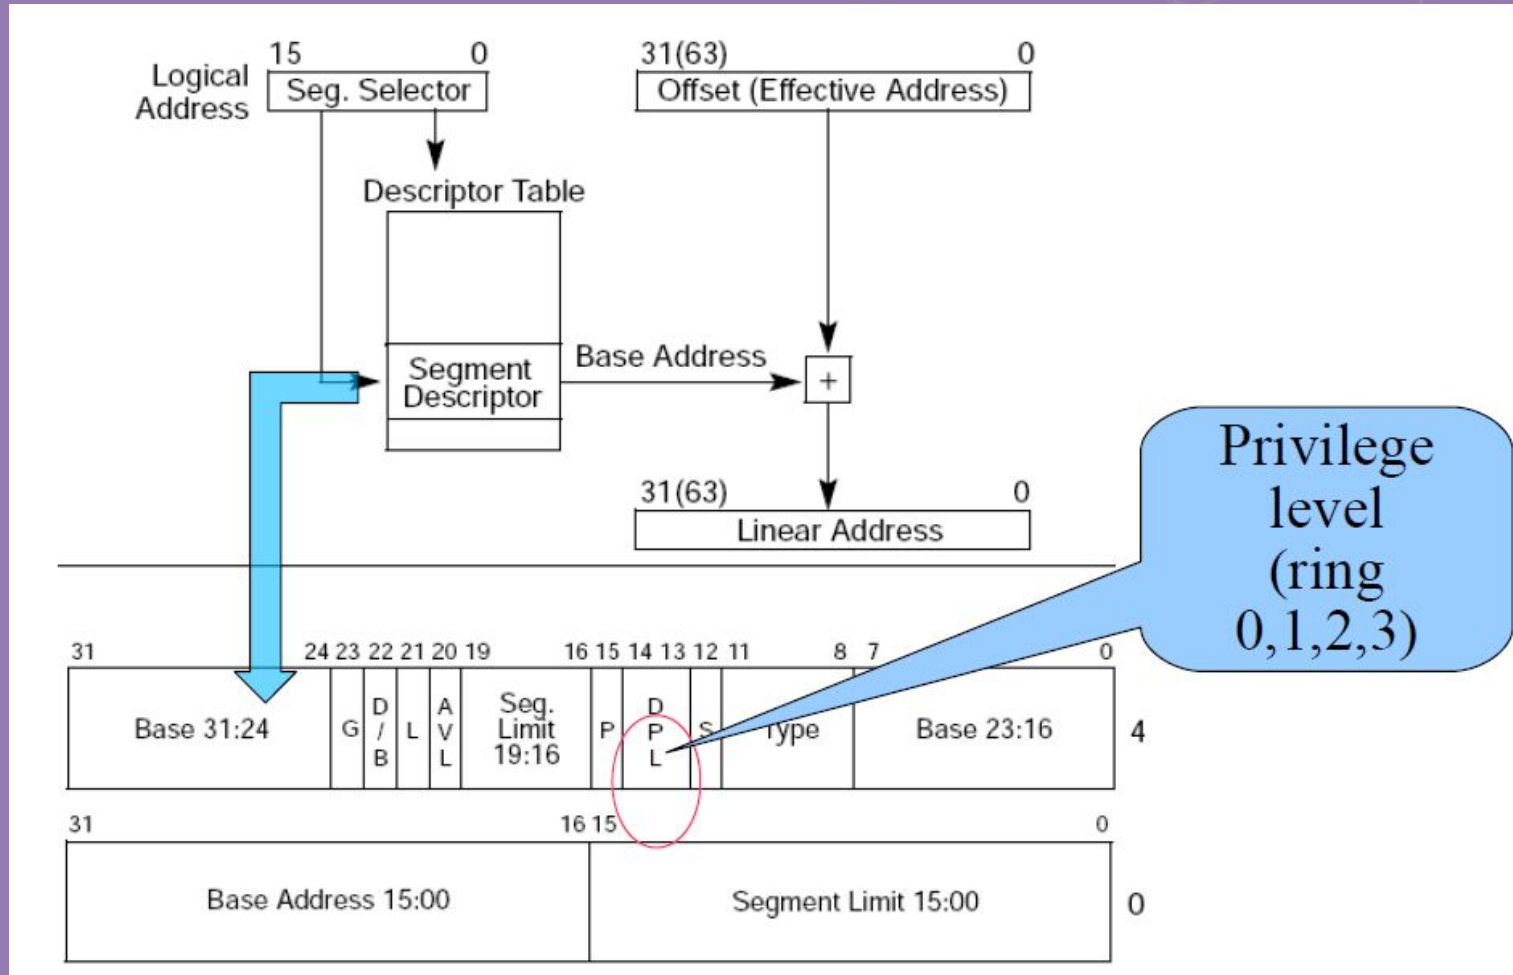 15 0
31(63) 0
Logical
Address
Seg. Selector
Offset (Effective Address)
Descriptor Table
Segment
Descriptor
Base Address
+
31(63) 0
Linear Address
Privilege
level
(ring
0,1,2,3)
31 24 23 22 21 20 19 16 15 14 13 12 11 8 7 0
Base 31:24
G
D
/
B
L
A
V
L
Seg.
Limit
19:16
P
D
P
L
S
Type
Base 23:16
4
31 16 15 0
Base Address 15:00
Segment Limit 15:00
0